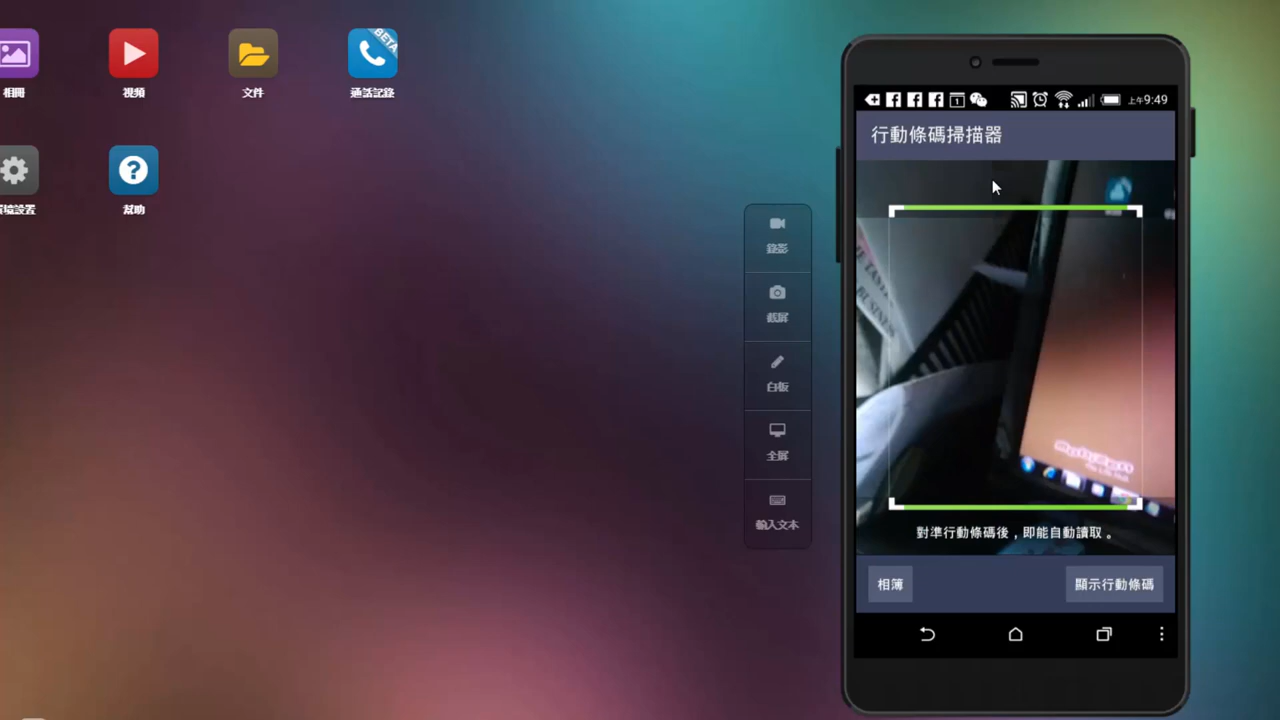 相冊
視頻
文件
BETA
通話記錄
幫助
錄影
截屏
白板
全屏
輸入文本
上午9:49
行動條碼掃描器
BUSINESS
對準行動條碼後，即能自動讀取。
相簿
顯示行動條碼